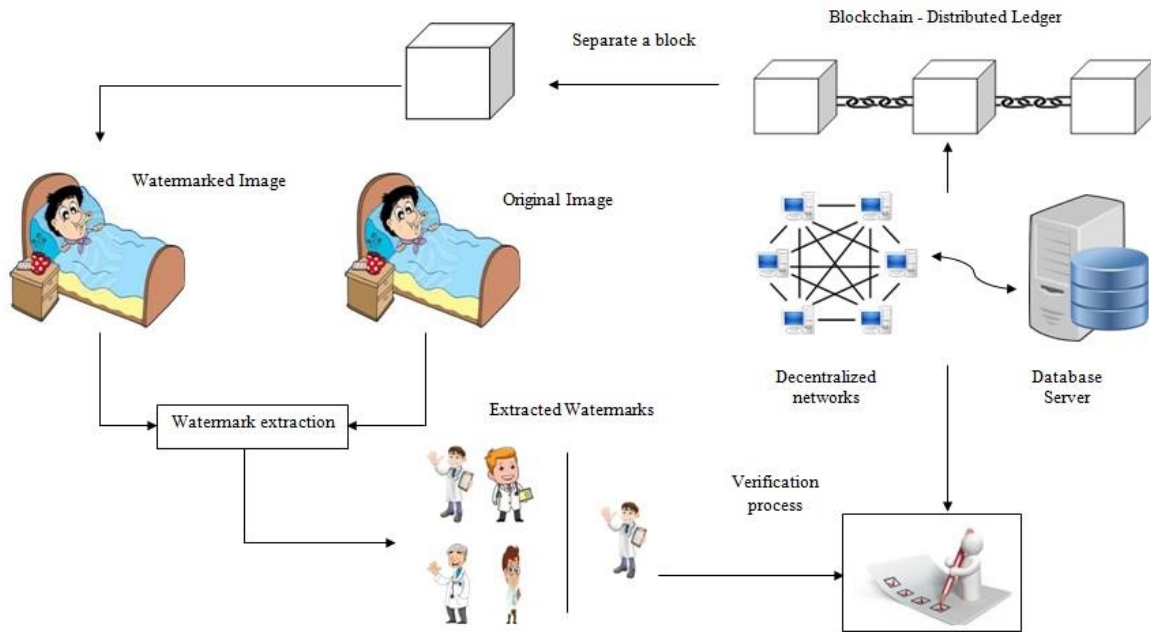 Blockchain - Distributed Ledger
Separate a block
Watermarked Image
Original Image
Decentralized
networks
Database
Server
Watermark extraction
Extracted Watermarks
Verification
process